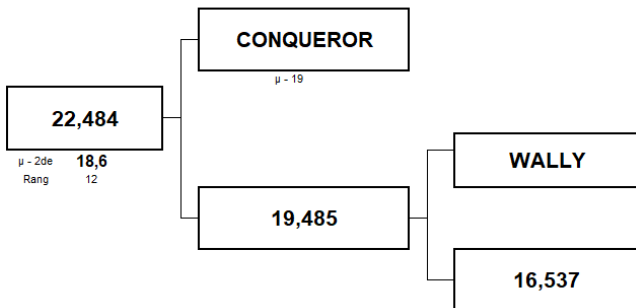 CONQUEROR
µ - 19
22,484
µ - 2de 18,6
Rang 12
WALLY
19,485
16,537